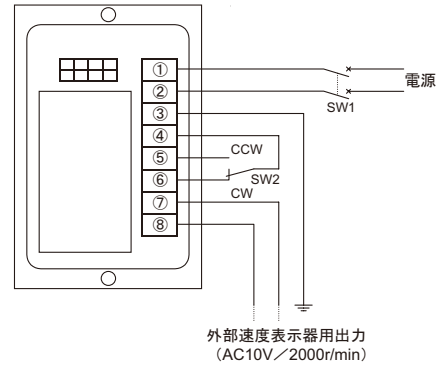 ①
②
③
④
⑤
⑥
⑦
⑧
電源
SW1
CCW
SW2
CW
外部速度表示器用出力
（AC10V／2000r/min）